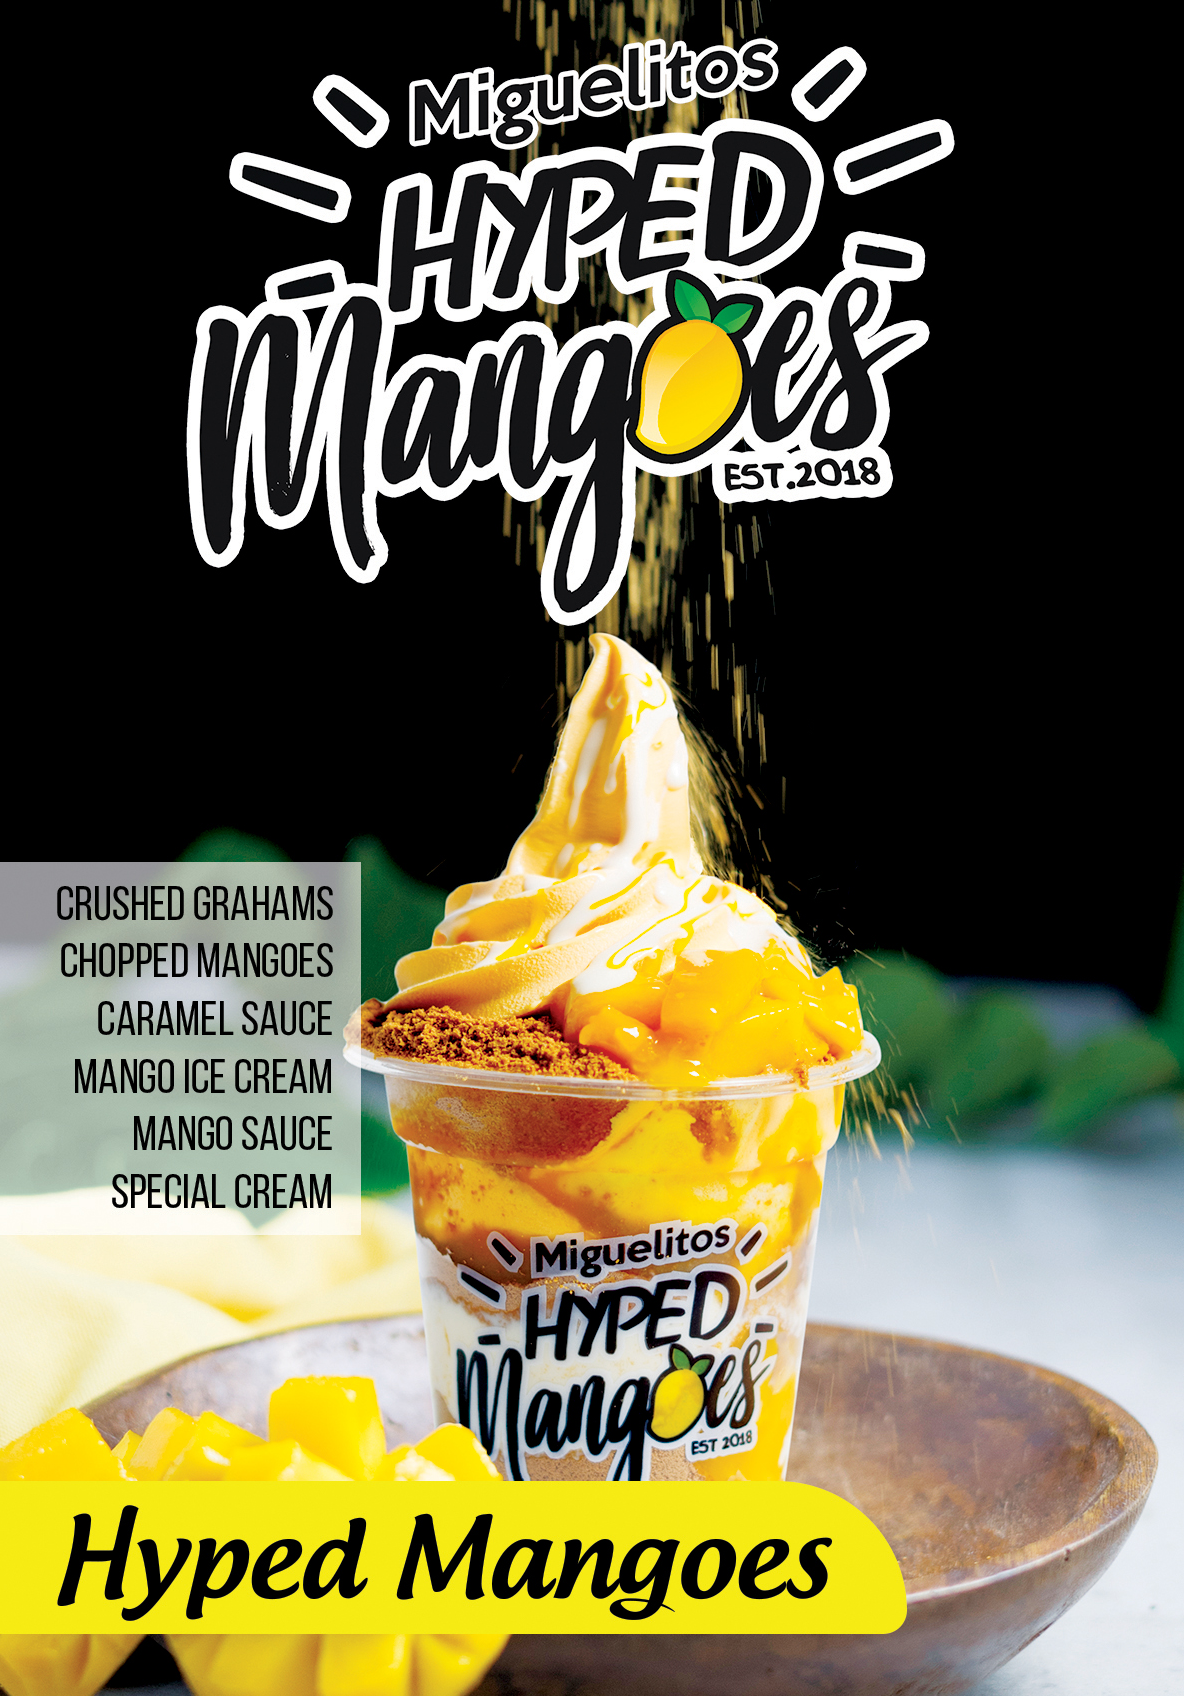 Miguelitos
HYPED
Mangoes
EST.2018
CRUSHED GRAHAMS
CHOPPED MANGOES
CARAMEL SAUCE
MANGO ICE CREAM
MANGO SAUCE
SPECIAL CREAM
Miguelitos
HYPED
Mangoes
EST 2018
Hyped Mangoes